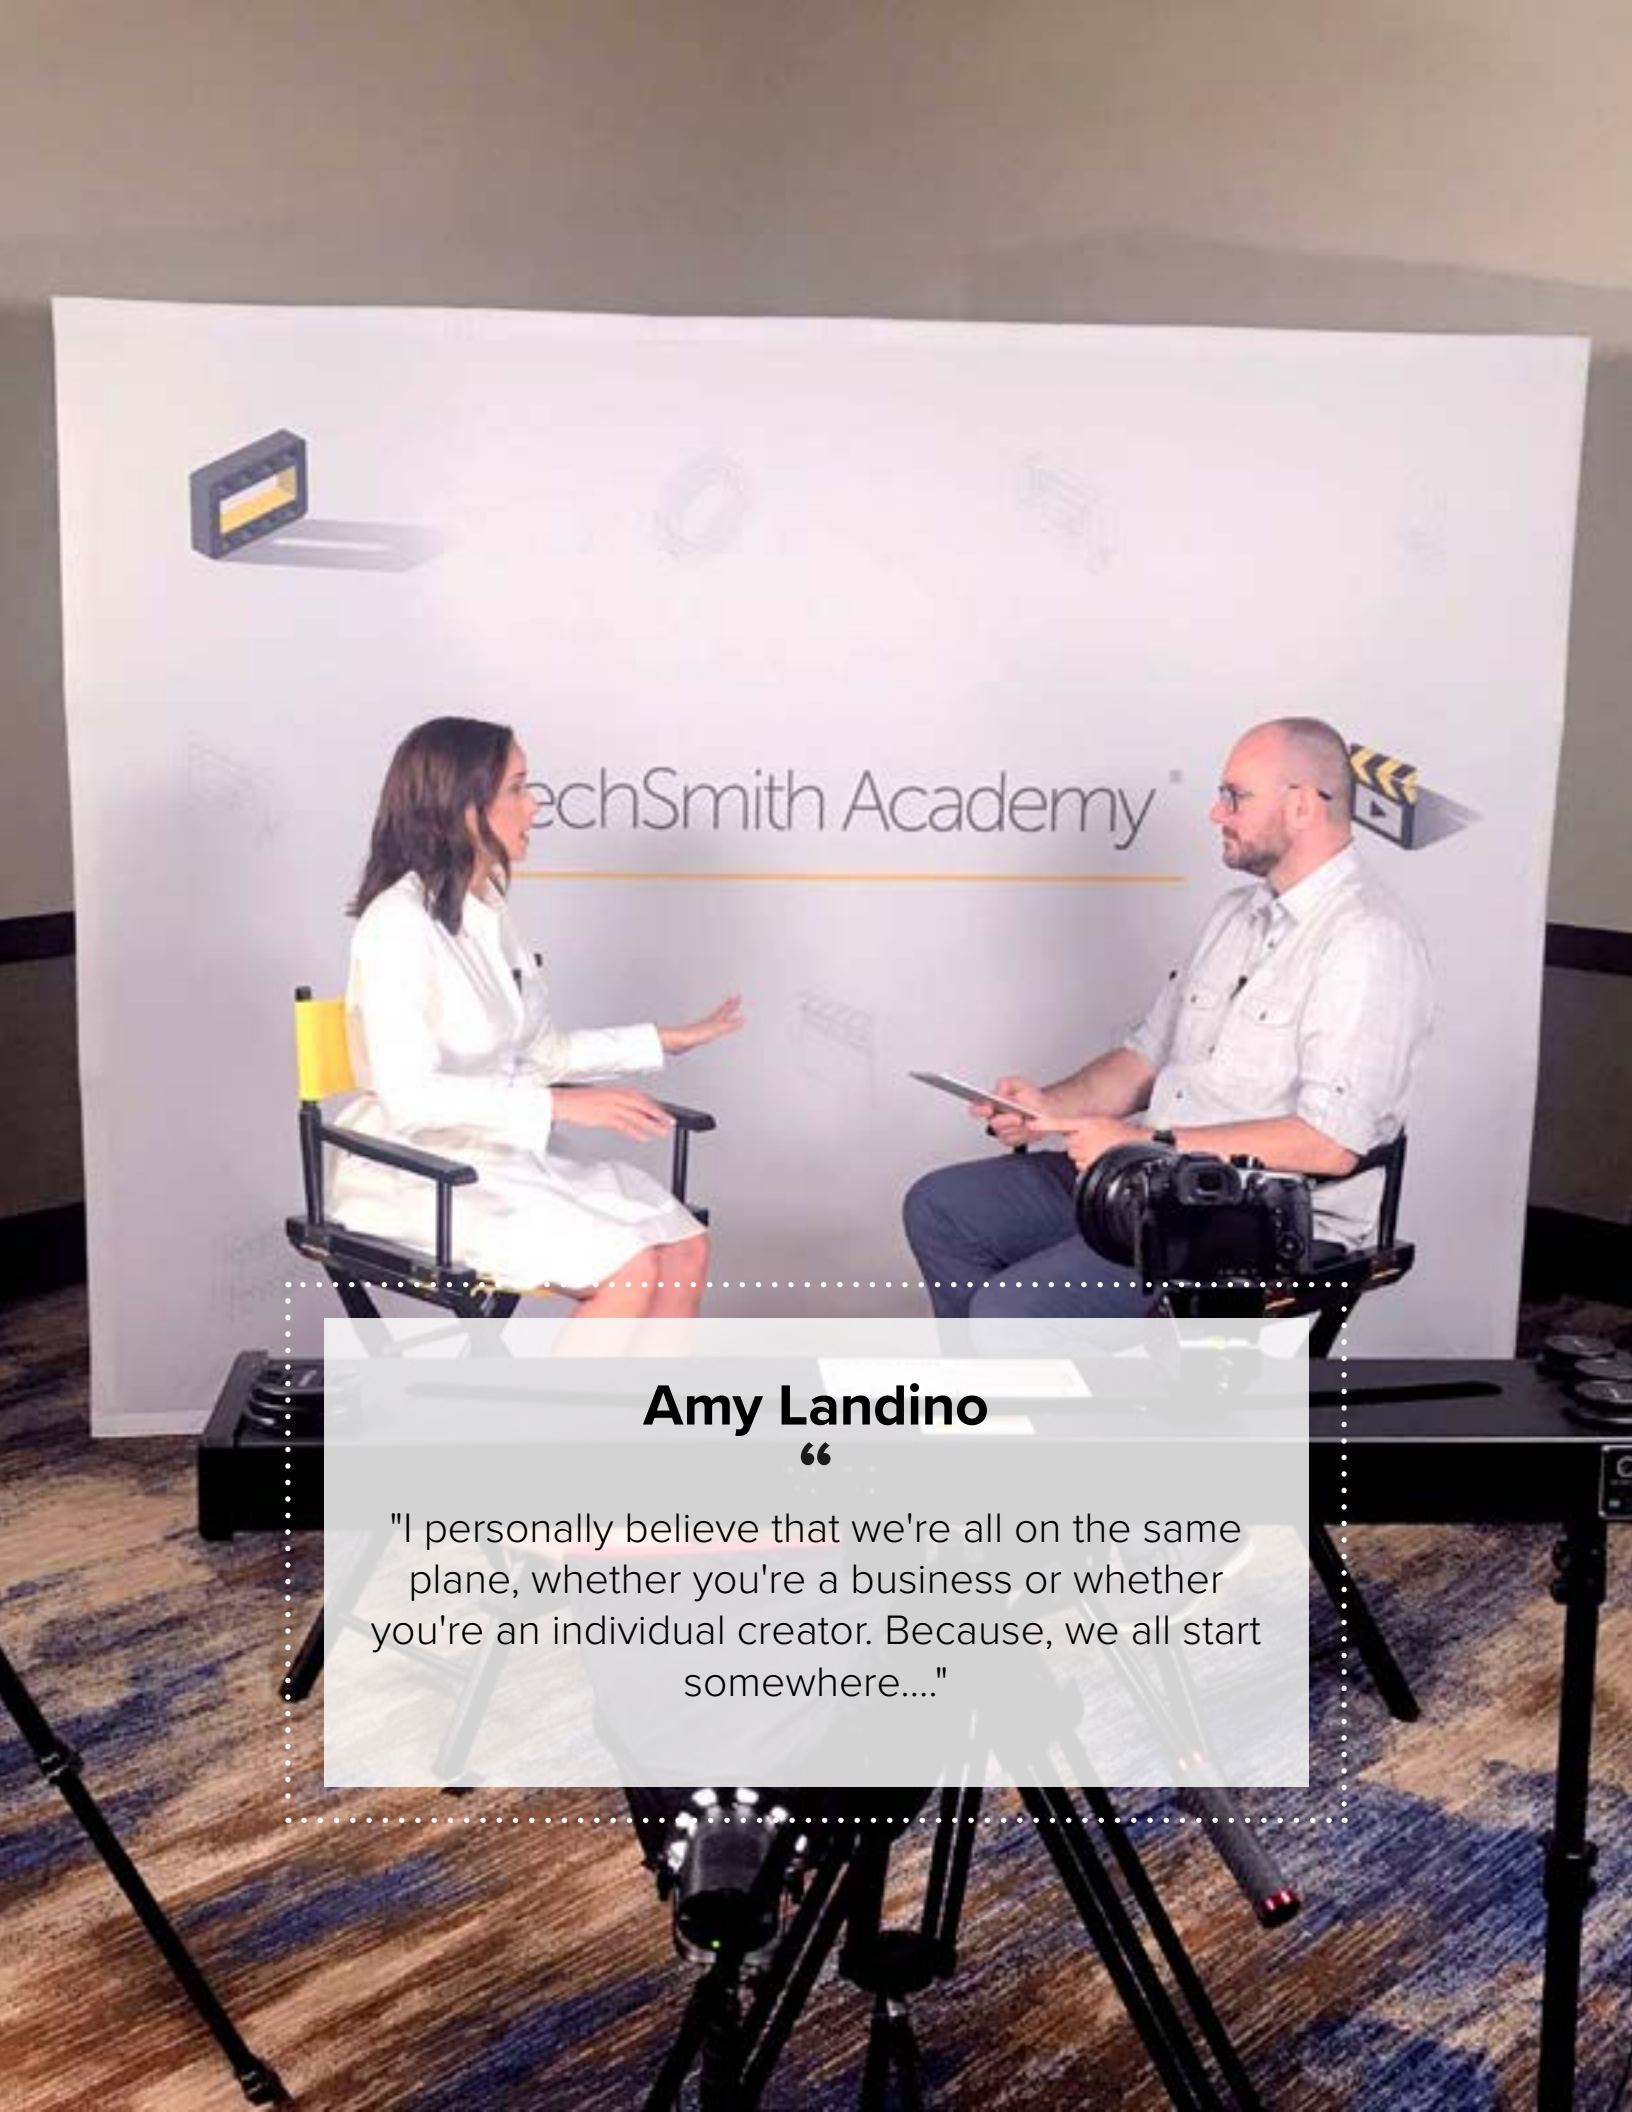 echSmith Academy
Amy Landino
“
"I personally believe that we're all on the same
plane, whether you're a business or whether
you're an individual creator. Because, we all start
somewhere...."